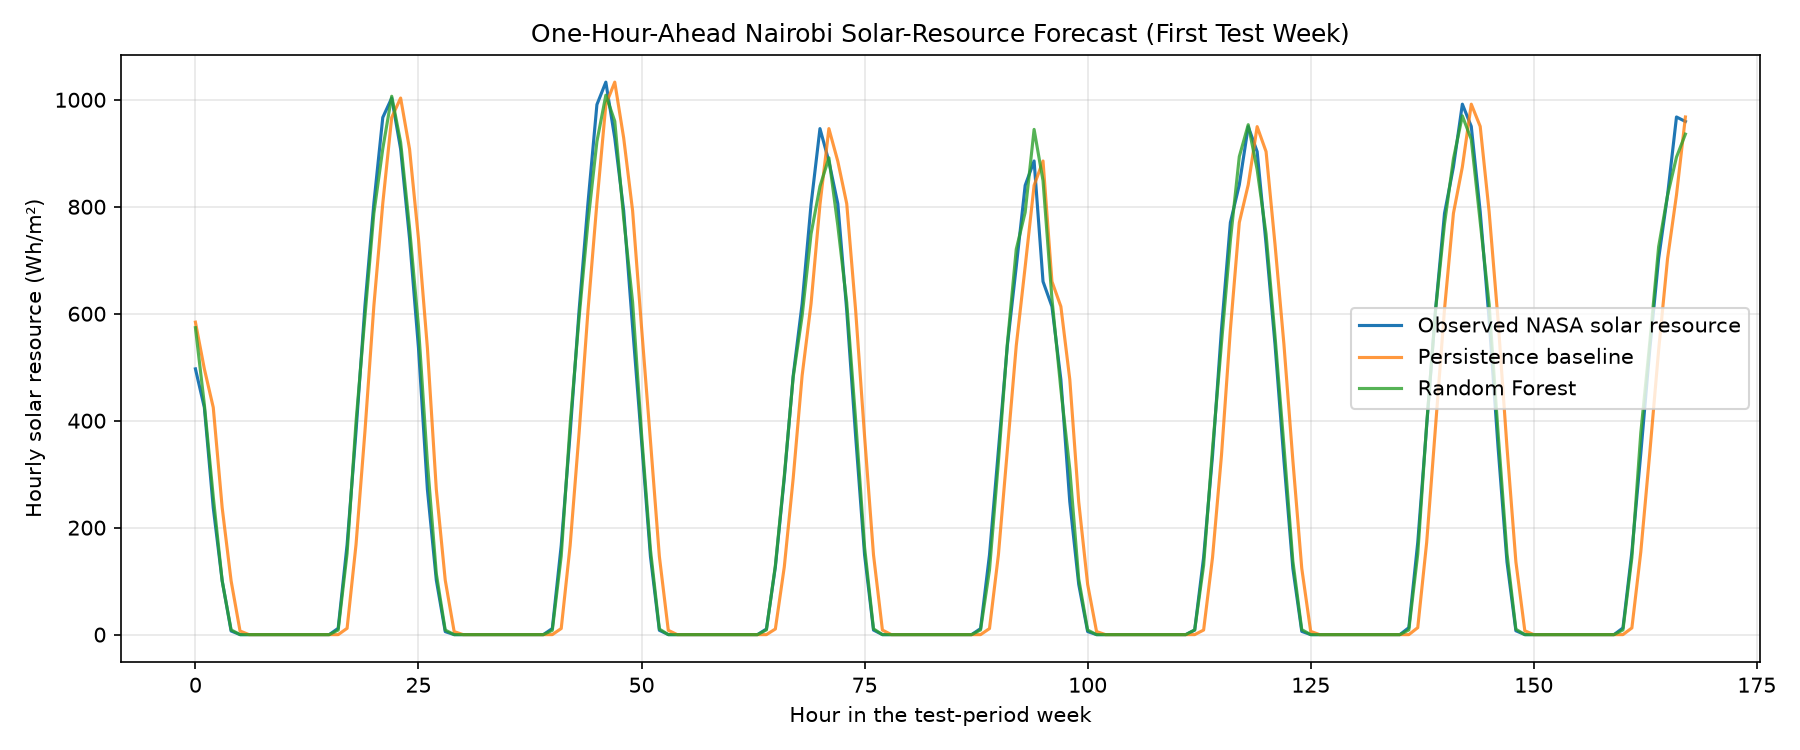 One-Hour-Ahead Nairobi Solar-Resource Forecast (First Test Week)
Hourly solar resource (Wh/m²)
1000
800
600
400
200
0
Observed NASA solar resource
Persistence baseline
Random Forest
0 25 50 75 100 125 150 175
Hour in the test-period week